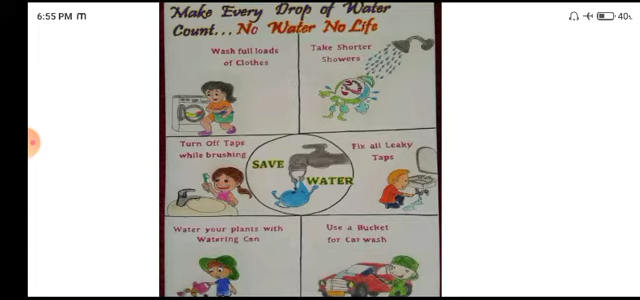 6:55 PM m
40%
Make Every Drop of Water
Count... No Water No Life
Wash full loads
of Clothes
Take Shorter
Showers
Turn Off Taps
while brushing
SAVE
WATER
Fix all Leaky
Taps
Water your plants with
Watering Can
Use a Bucket
for Car wash